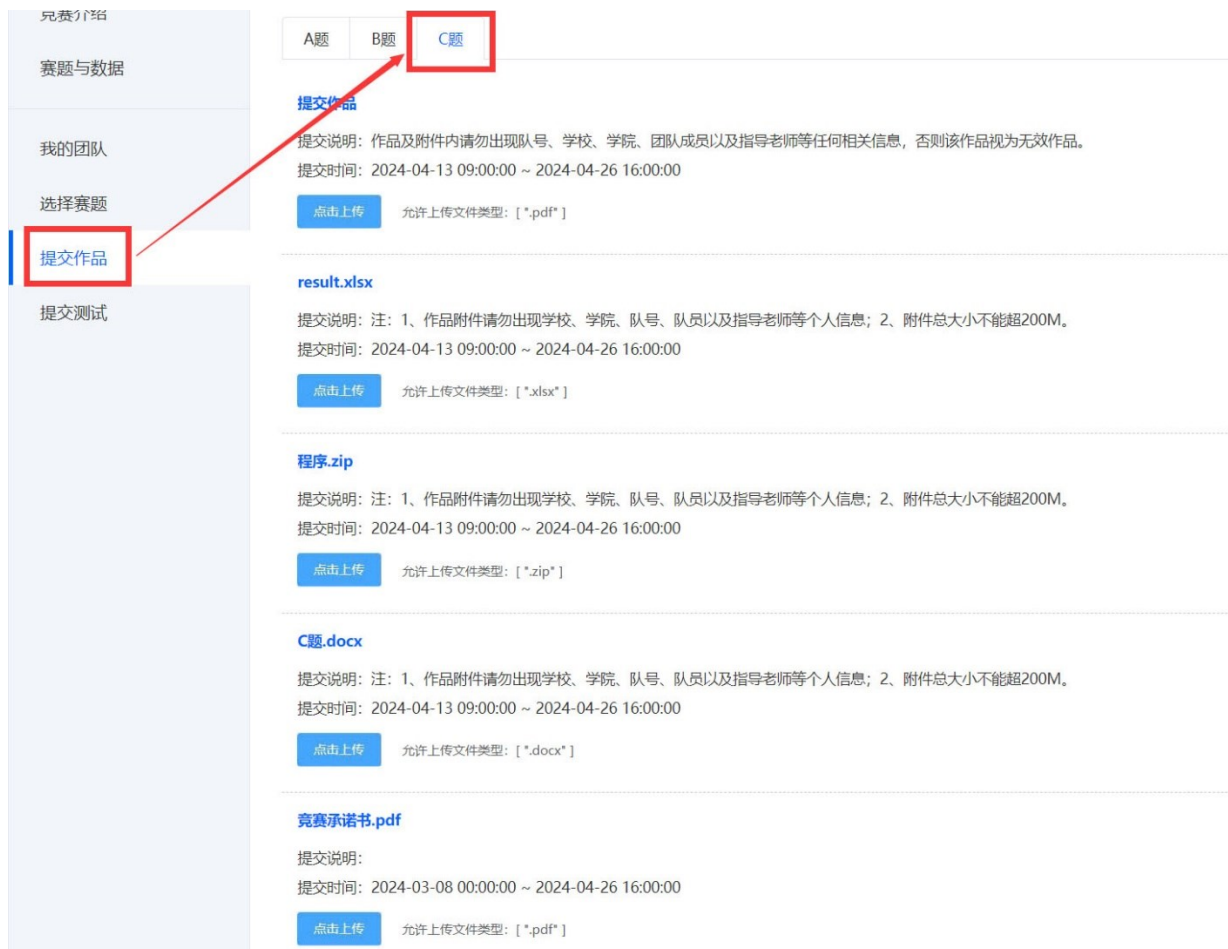 竞赛介绍
赛题与数据
我的团队
选择赛题
提交作品
提交测试
A题
B题
C题
提交作品
提交说明：作品及附件内请勿出现队号、学校、学院、团队成员以及指导老师等任何相关信息，否则该作品视为无效作品。
提交时间：2024-04-13 09:00:00 ~ 2024-04-26 16:00:00
点击上传 允许上传文件类型：[ ".pdf" ]
result.xlsx
提交说明：注：1、作品附件请勿出现学校、学院、队号、队员以及指导老师等个人信息；2、附件总大小不能超200M。
提交时间：2024-04-13 09:00:00 ~ 2024-04-26 16:00:00
点击上传 允许上传文件类型：[ ".xlsx" ]
程序.zip
提交说明：注：1、作品附件请勿出现学校、学院、队号、队员以及指导老师等个人信息；2、附件总大小不能超200M。
提交时间：2024-04-13 09:00:00 ~ 2024-04-26 16:00:00
点击上传 允许上传文件类型：[ ".zip" ]
C题.docx
提交说明：注：1、作品附件请勿出现学校、学院、队号、队员以及指导老师等个人信息；2、附件总大小不能超200M。
提交时间：2024-04-13 09:00:00 ~ 2024-04-26 16:00:00
点击上传 允许上传文件类型：[ ".docx" ]
竞赛承诺书.pdf
提交说明：
提交时间：2024-03-08 00:00:00 ~ 2024-04-26 16:00:00
点击上传 允许上传文件类型：[ ".pdf" ]